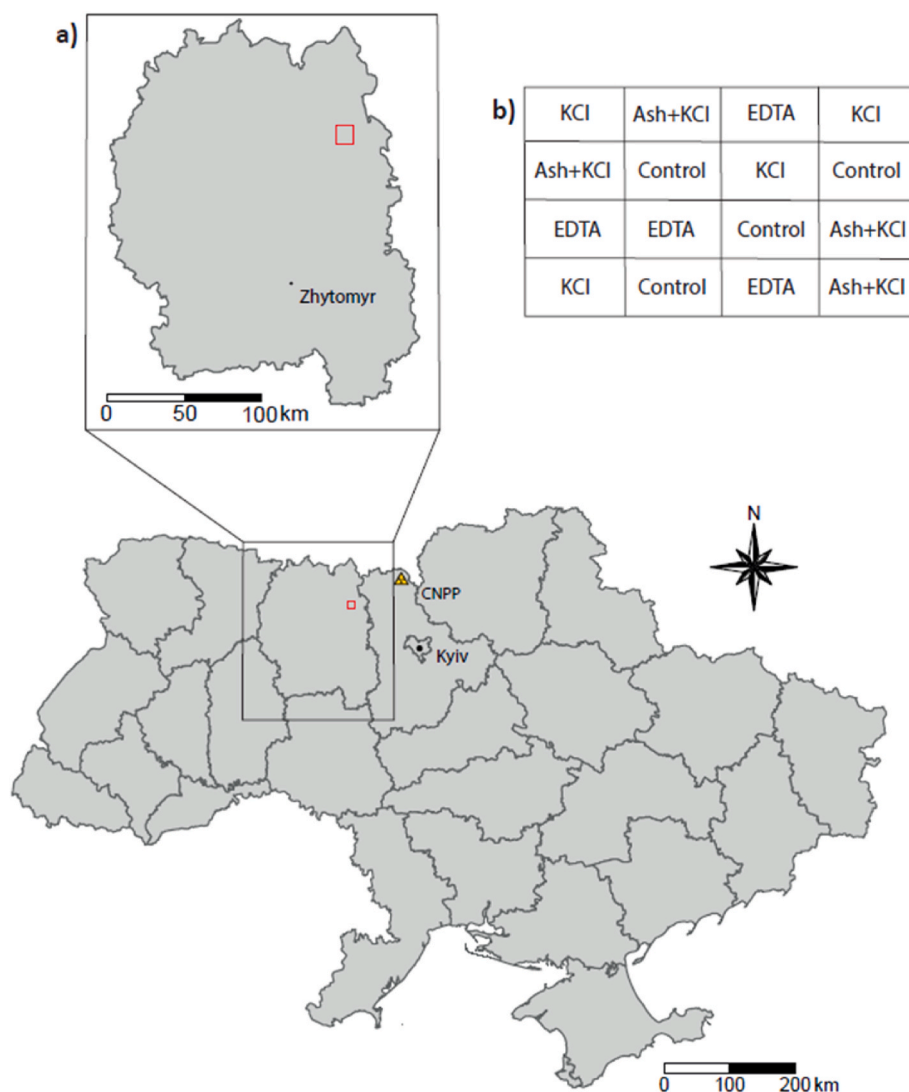 a)
Zhytomyr
0 50 100 km
b)
KCl Ash+KCl EDTA KCl
Ash+KCl Control KCl Control
EDTA EDTA Control Ash+KCl
KCl Control EDTA Ash+KCl
N
CNPP
Kyiv
0 100 200 km